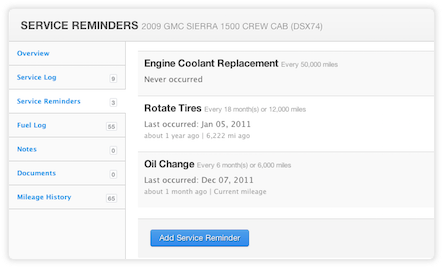 SERVICE REMINDERS 2009 GMC SIERRA 1500 CREW CAB (DSX74)
Overview
Service Log 9
Service Reminders 3
Fuel Log 55
Notes 0
Documents 0
Mileage History 65
Engine Coolant Replacement Every 50,000 miles
Never occurred
Rotate Tires Every 18 month(s) or 12,000 miles
Last occurred: Jan 05, 2011
about 1 year ago | 6,222 mi ago
Oil Change Every 6 month(s) or 6,000 miles
Last occurred: Dec 07, 2011
about 1 month ago | Current mileage
Add Service Reminder